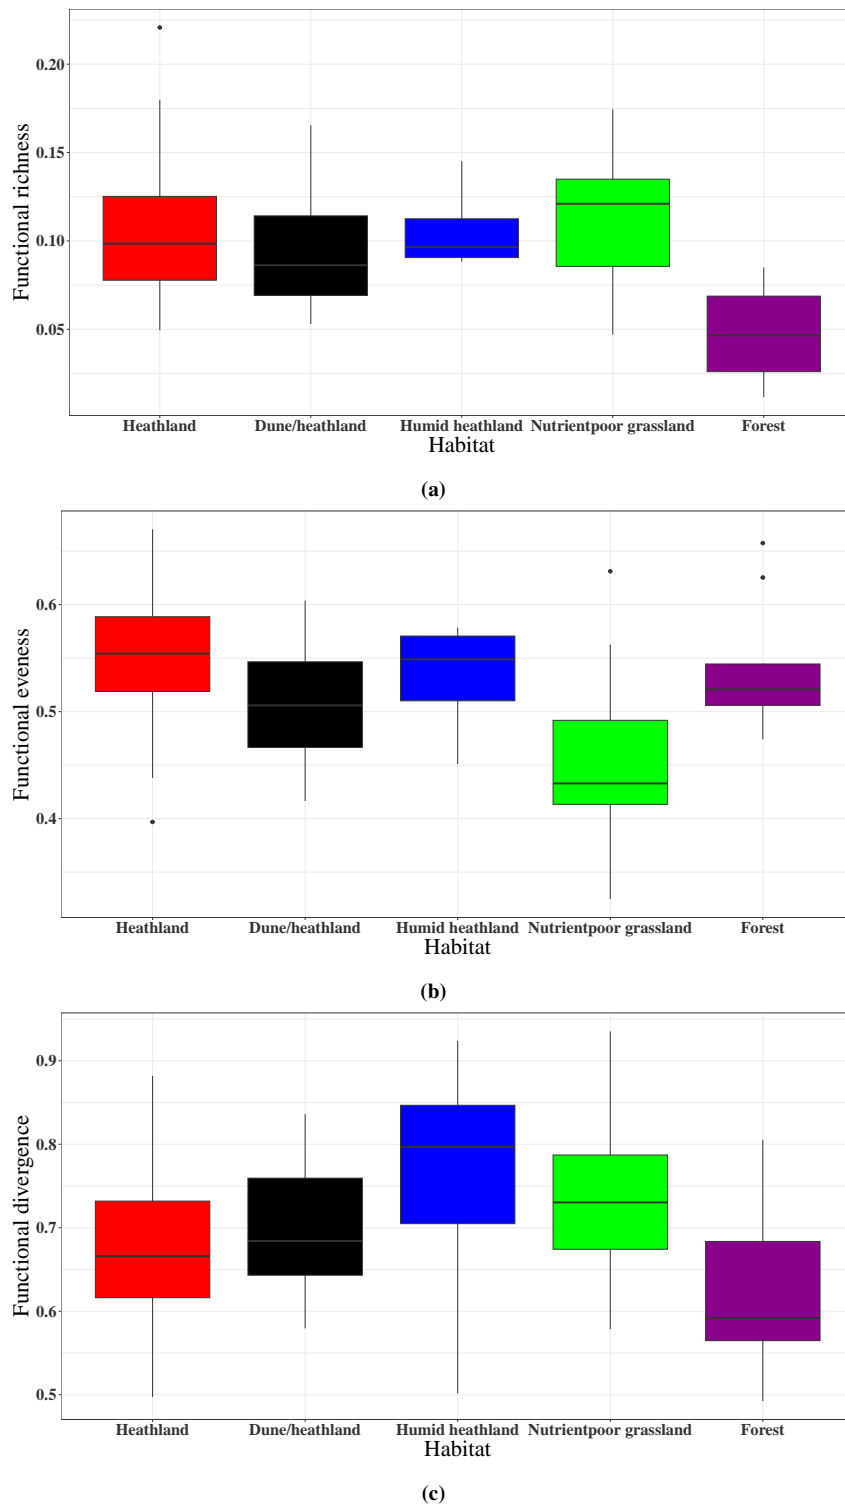 Functional richness
0.20
0.15
0.10
0.05
Heathland Dune/heathland Humid heathland Nutrientpoor grassland Forest
Habitat
(a)
Functional eveness
0.6
0.5
0.4
Heathland Dune/heathland Humid heathland Nutrientpoor grassland Forest
Habitat
(b)
Functional divergence
0.9
0.8
0.7
0.6
0.5
Heathland Dune/heathland Humid heathland Nutrientpoor grassland Forest
Habitat
(c)